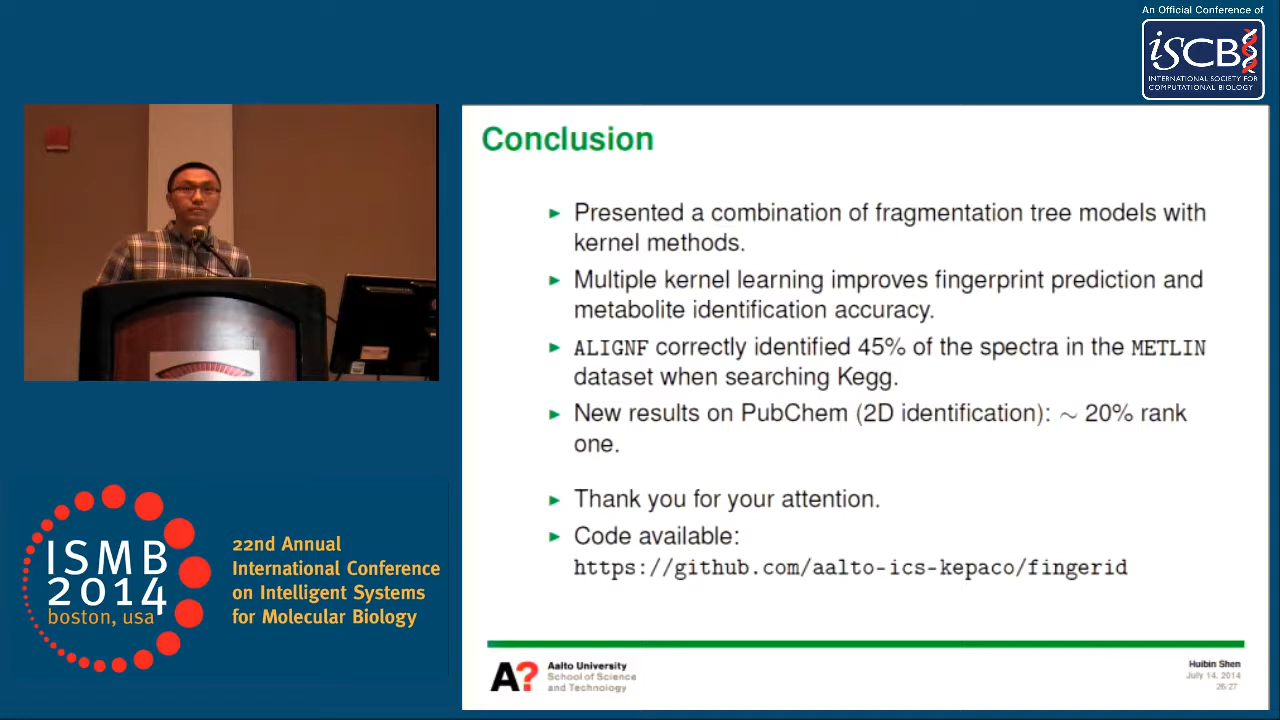 An Official Conference of
iSCB
INTERNATIONAL SOCIETY FOR
COMPUTATIONAL BIOLOGY
Conclusion
► Presented a combination of fragmentation tree models with
kernel methods.
► Multiple kernel learning improves fingerprint prediction and
metabolite identification accuracy.
► ALIGNF correctly identified 45% of the spectra in the METLIN
dataset when searching Kegg.
► New results on PubChem (2D identification): ∼ 20% rank
one.
► Thank you for your attention.
► Code available:
https://github.com/aalto-ics-kepaco/fingerid
ISMB
2014
boston, usa
22nd Annual
International Conference
on Intelligent Systems
for Molecular Biology
A?
Aalto University
School of Science
and Technology
Huibin Shen
July 14, 2014
26/27